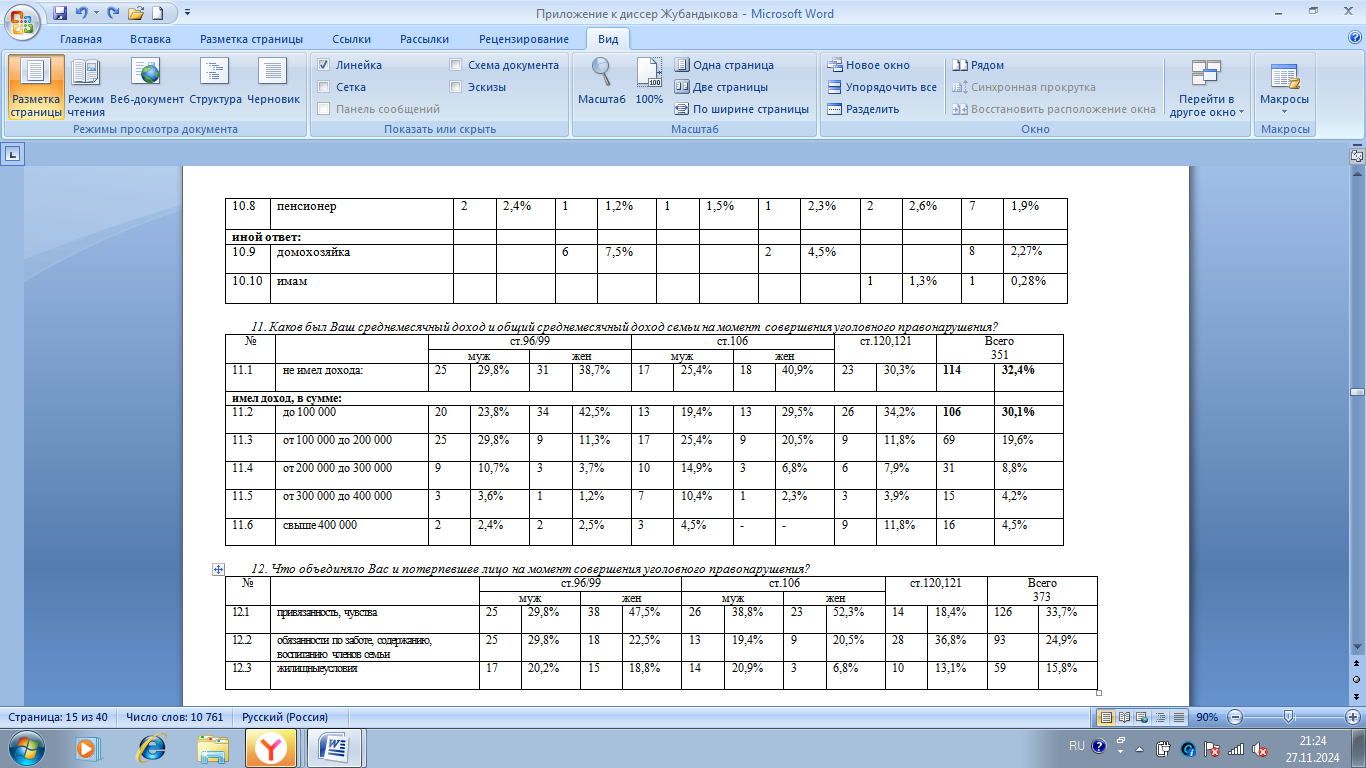 Приложение к диссер Жубандыкова - Microsoft Word
Главная Вставка Разметка страницы Ссылки Рассылки Рецензирование Вид
Разметка страницы
Режим чтения
Веб-документ
Структура
Черновик
Режимы просмотра документа
Линейка
Сетка
Панель сообщений
Схема документа
Эскизы
Показать или скрыть
Масштаб
100
100%
Одна страница
Две страницы
По ширине страницы
Масштаб
Новое окно
Упорядочить все
Разделить
Рядом
Синхронная прокрутка
Восстановить расположение окна
Перейти в другое окно
Окно
Макросы
Макросы
10.8 пенсионер 2 2,4% 1 1,2% 1 1,5% 1 2,3% 2 2,6% 7 1,9%
иной ответ:
10.9 домохозяйка 6 7,5% 2 4,5% 8 2,27%
10.10 имам 1 1,3% 1 0,28%
11. Каков был Ваш среднемесячный доход и общий среднемесячный доход семьи на момент совершения уголовного правонарушения?
№ ст.96/99 ст.106 ст.120,121 Всего
муж жен муж жен 351
11.1 не имел дохода: 25 29,8% 31 38,7% 17 25,4% 18 40,9% 23 30,3% 114 32,4%
имел доход, в сумме:
11.2 до 100 000 20 23,8% 34 42,5% 13 19,4% 13 29,5% 26 34,2% 106 30,1%
11.3 от 100 000 до 200 000 25 29,8% 9 11,3% 17 25,4% 9 20,5% 9 11,8% 69 19,6%
11.4 от 200 000 до 300 000 9 10,7% 3 3,7% 10 14,9% 3 6,8% 6 7,9% 31 8,8%
11.5 от 300 000 до 400 000 3 3,6% 1 1,2% 7 10,4% 1 2,3% 3 3,9% 15 4,2%
11.6 свыше 400 000 2 2,4% 2 2,5% 3 4,5% - - 9 11,8% 16 4,5%
12. Что объединяло Вас и потерпевшее лицо на момент совершения уголовного правонарушения?
№ ст.96/99 ст.106 ст.120,121 Всего
муж жен муж жен 373
12.1 привязанность, чувства 25 29,8% 38 47,5% 26 38,8% 23 52,3% 14 18,4% 126 33,7%
12.2 обязанности по заботе, содержанию, 25 29,8% 18 22,5% 13 19,4% 9 20,5% 28 36,8% 93 24,9%
воспитанию членов семьи
12.3 жилищные условия 17 20,2% 15 18,8% 14 20,9% 3 6,8% 10 13,1% 59 15,8%
Страница: 15 из 40 Число слов: 10 761 Русский (Россия) 90%
RU 21:24
27.11.2024